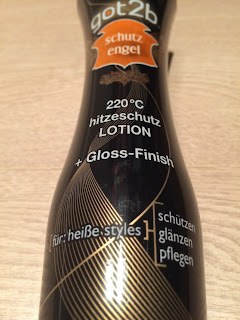 got2b
schutz
engel
220°C
hitzeschutz
LOTION
+ Gloss-Finish
für: heiße styles
schützen
glänzen
pflegen